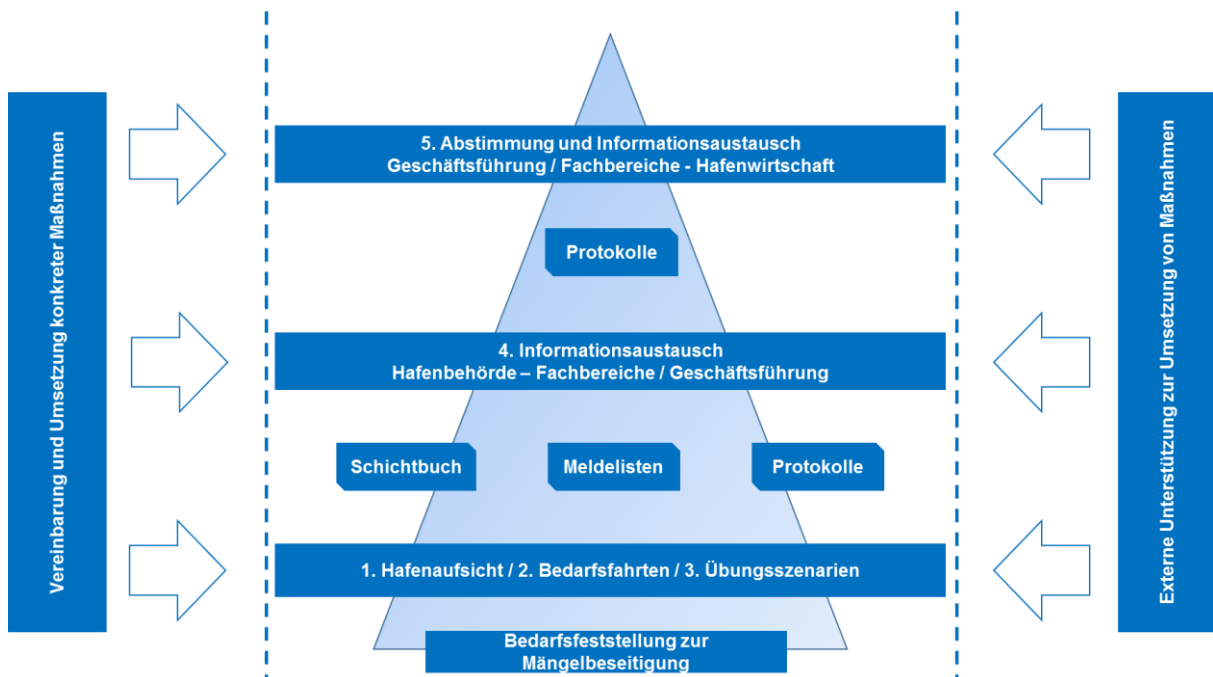 Vereinbarung und Umsetzung konkreter Maßnahmen
5. Abstimmung und Informationsaustausch
Geschäftsführung / Fachbereiche - Hafenwirtschaft
Protokolle
4. Informationsaustausch
Hafenbehörde – Fachbereiche / Geschäftsführung
Schichtbuch
Meldelisten
Protokolle
1. Hafenaufsicht / 2. Bedarfsfahrten / 3. Übungsszenarien
Bedarfsfeststellung zur
Mängelbeseitigung
Externe Unterstützung zur Umsetzung von Maßnahmen